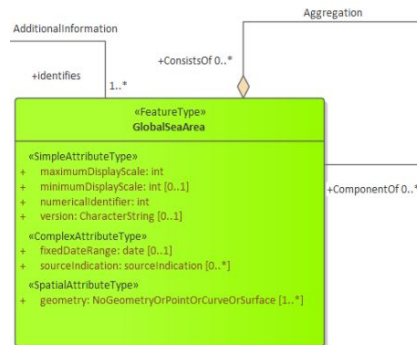 Aggregation
AdditionalInformation
+identifies
+ConsistsOf 0..*
1..*
«FeatureType»
GlobalSeaArea
«SimpleAttributeType»
+ maximumDisplayScale: int
+ minimumDisplayScale: int [0..1]
+ numericalIdentifier: int
+ version: CharacterString [0..1]
+ComponentOf 0..*
«ComplexAttributeType»
+ fixedDateRange: date [0..1]
+ sourceIndication: sourceIndication [0..*]
«SpatialAttributeType»
+ geometry: NoGeometryOrPointOrCurveOrSurface [1..*]